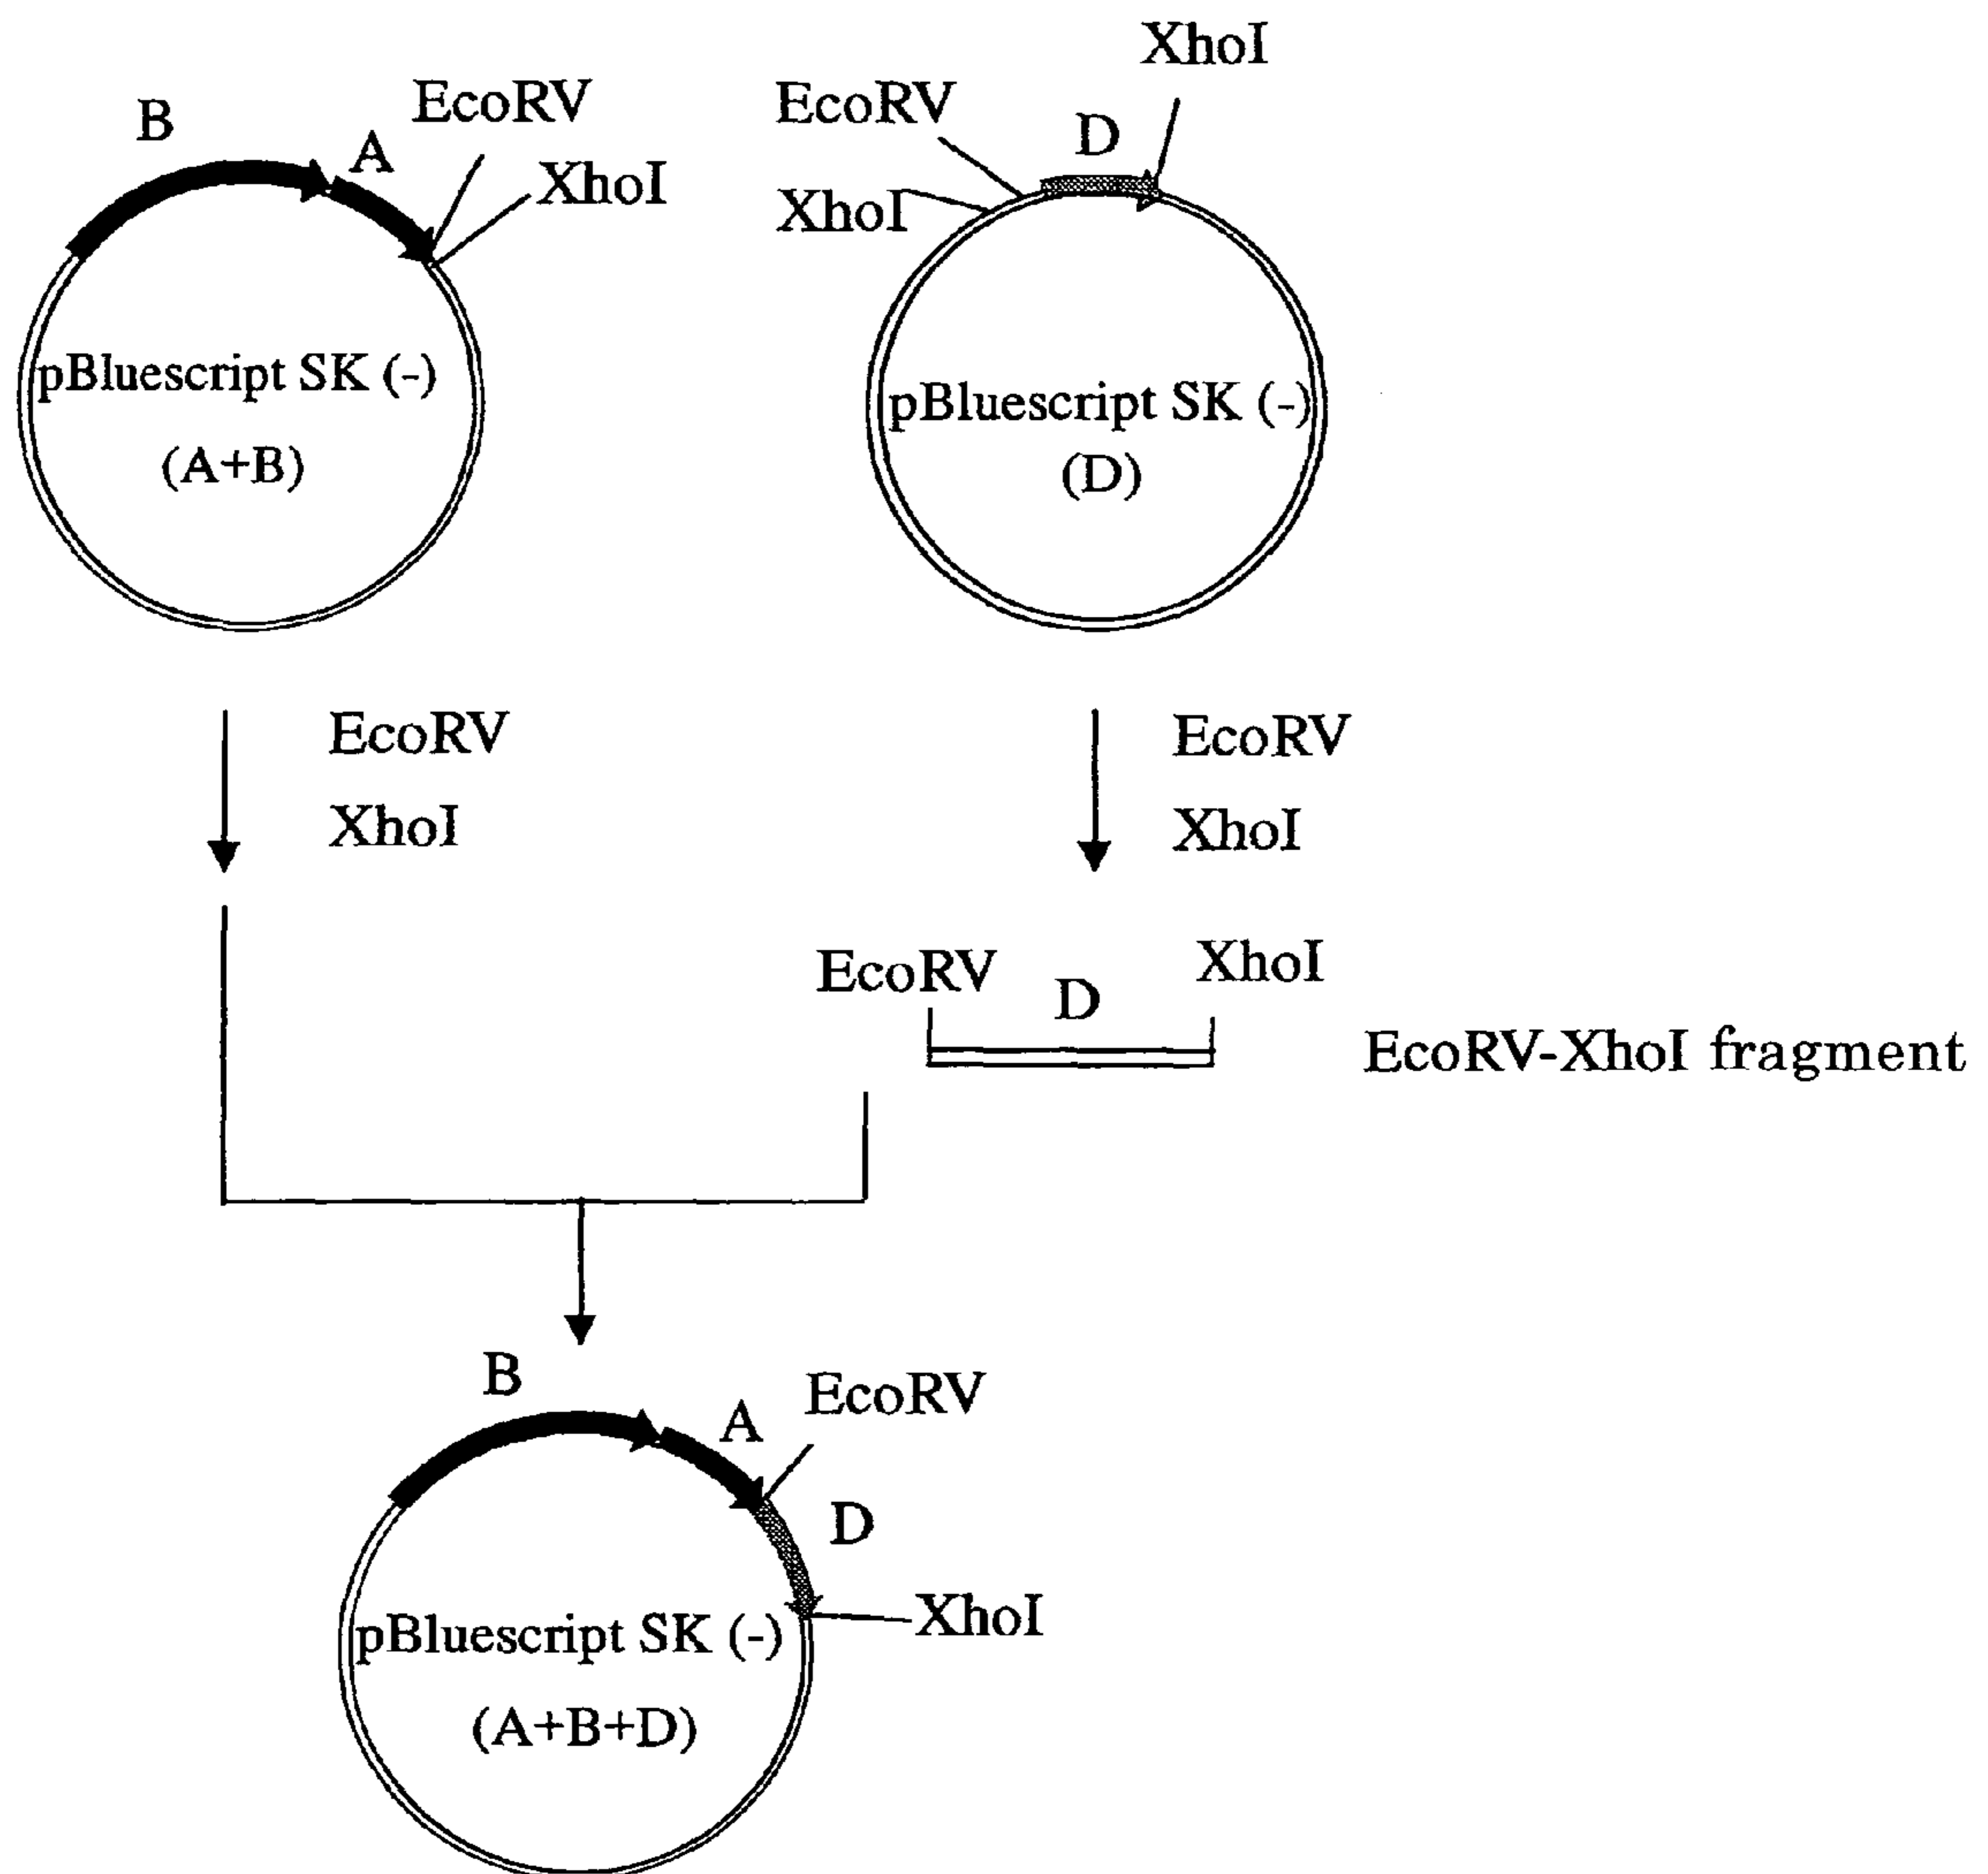 B
A
EcoRV
XhoI
pBluescript SK (-)
(A+B)
XhoI
EcoRV
D
XhoI
pBluescript SK (-)
(D)
EcoRV
XhoI
EcoRV
XhoI
EcoRV
D
XhoI
EcoRV-XhoI fragment
B
A
EcoRV
D
XhoI
pBluescript SK (-)
(A+B+D)